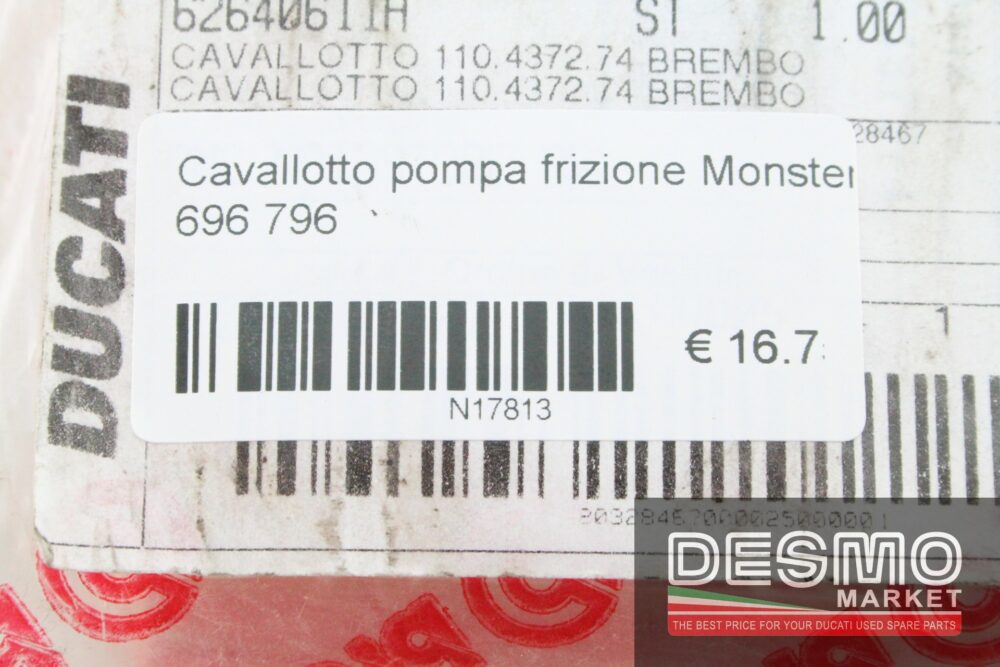 62640611A ST 1.00
CAVALLOTTO 110.4372.74 BREMBO
CAVALLOTTO 110.4372.74 BREMBO
28467
DUCATI
Cavallotto pompa frizione Monster
696 796
1
€ 16.7
N17813
DESMO
MARKET
THE BEST PRICE FOR YOUR DUCATI USED SPARE PARTS